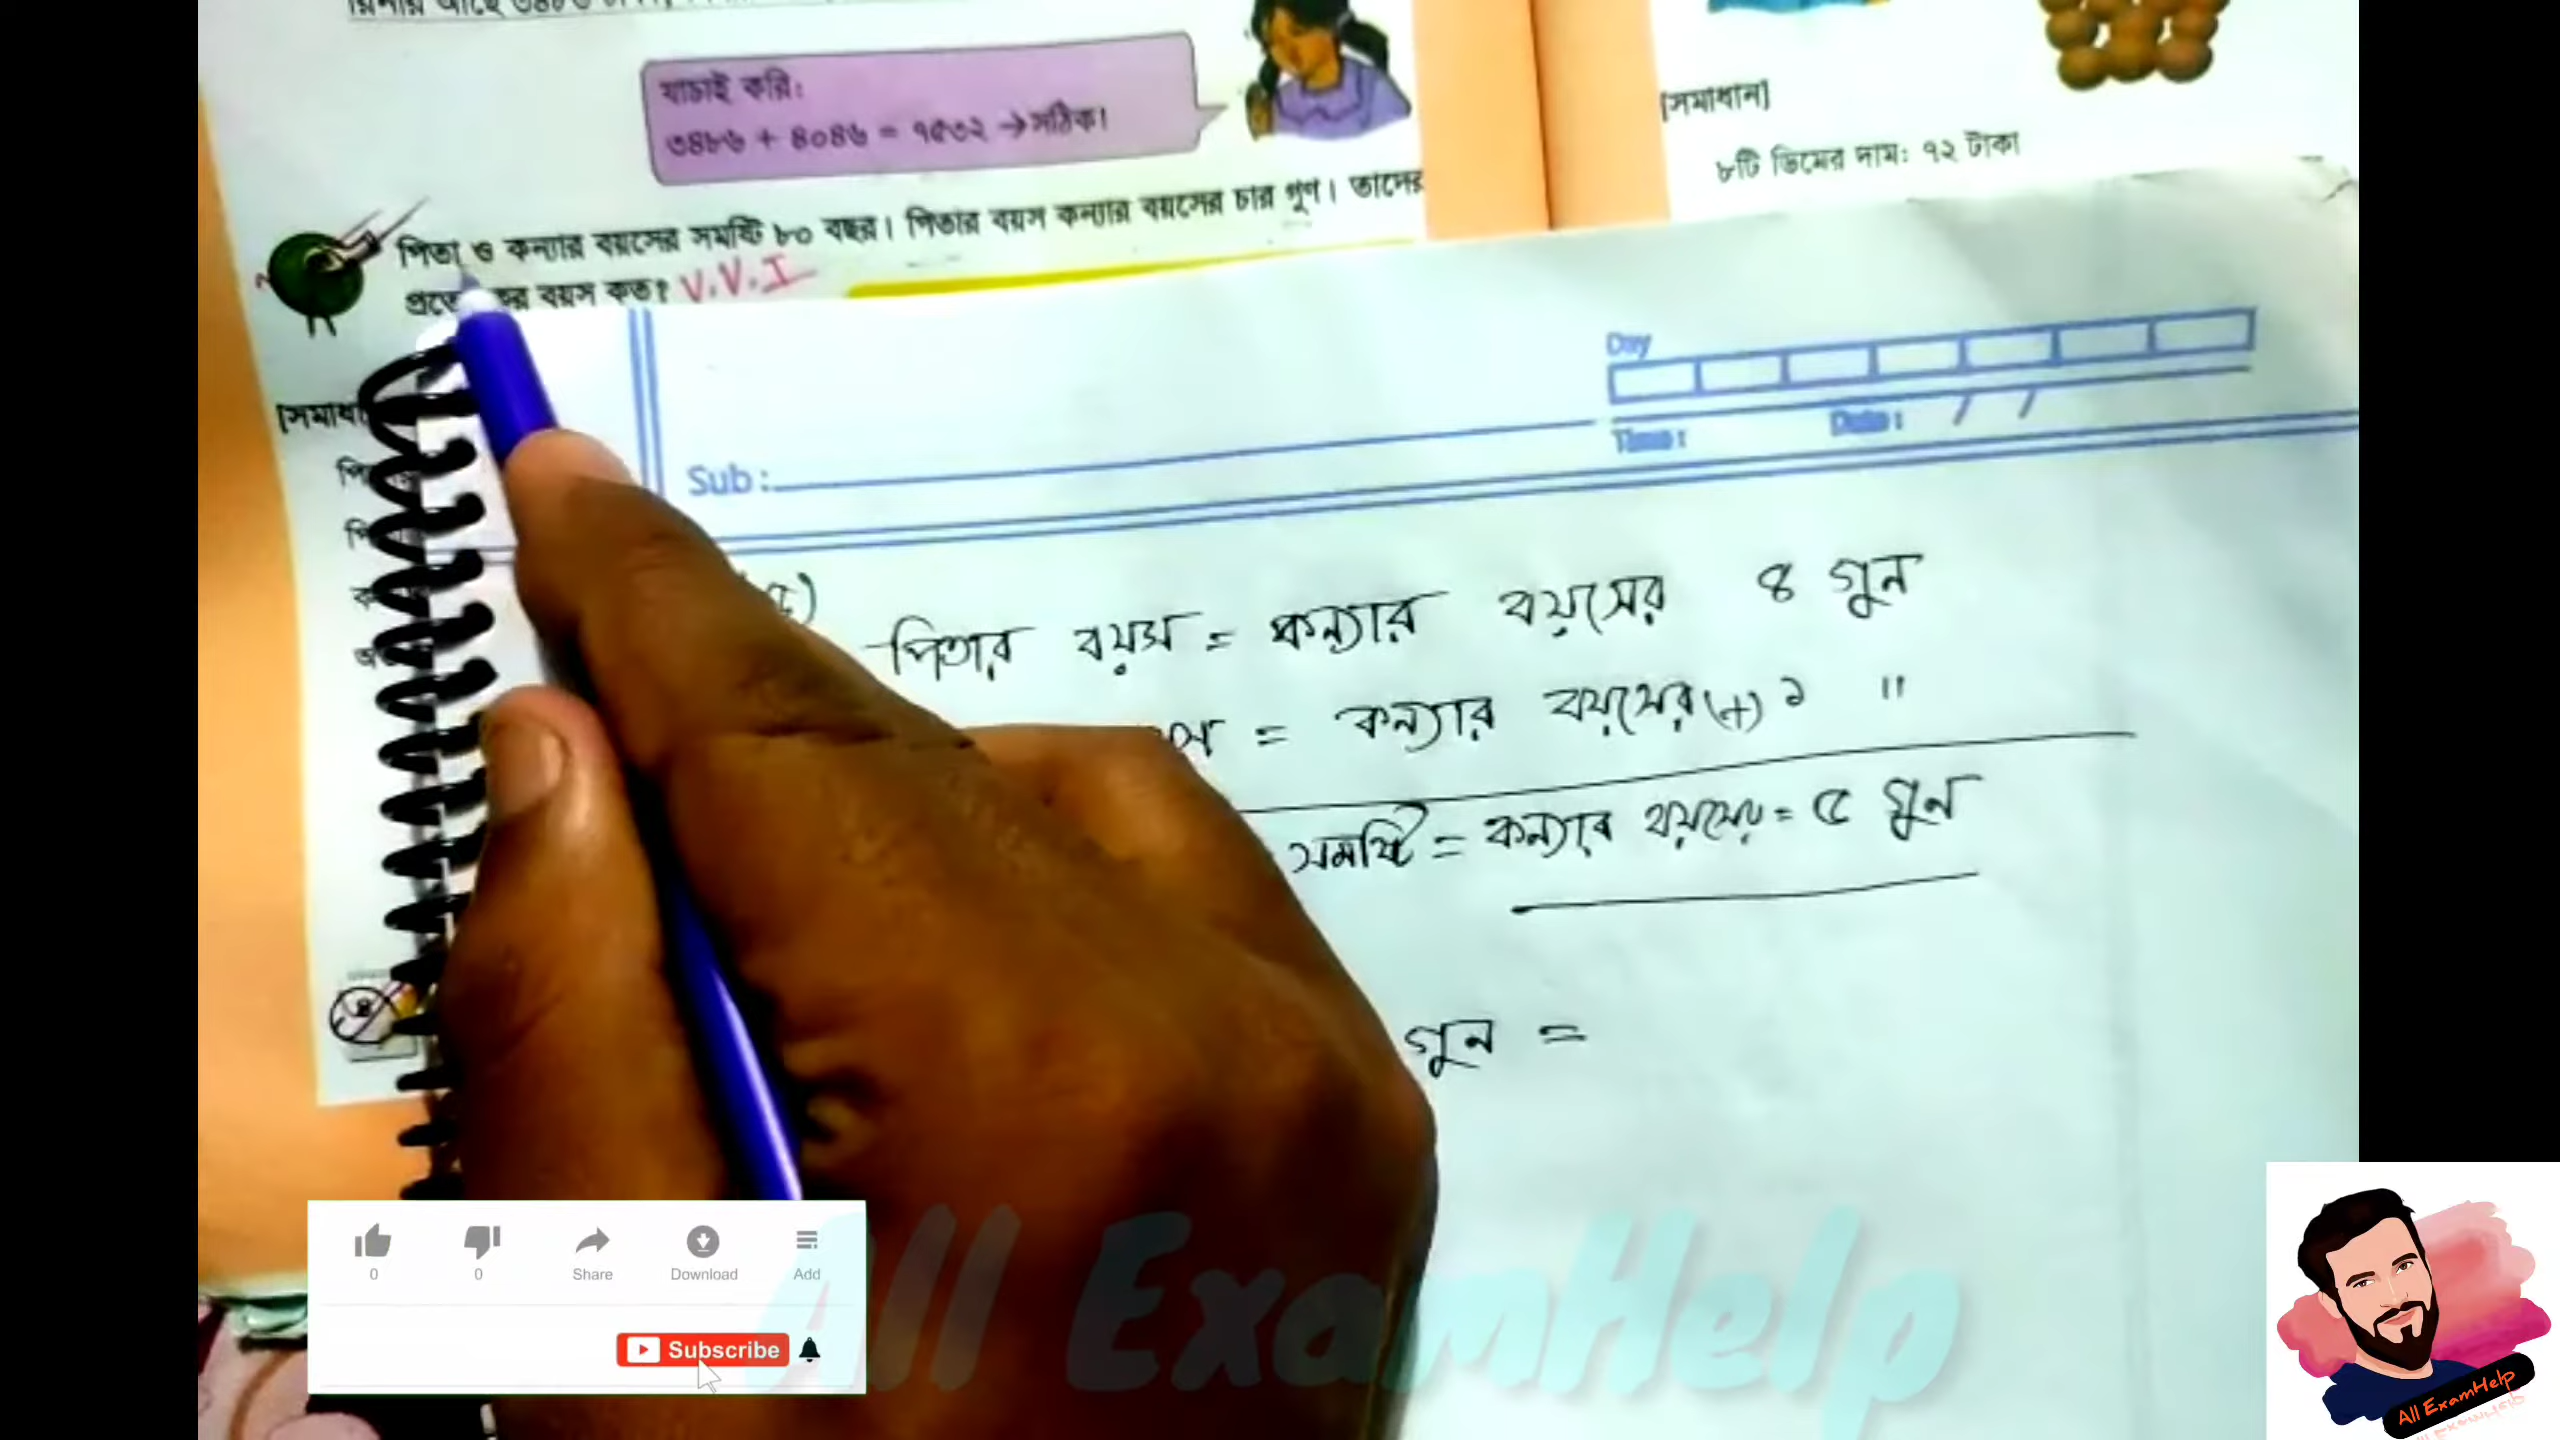 যাচাই করি:
৩৪৮৬ + ৪০৪৬ = ৭৫৩২ → সঠিক।
পিতা ও কন্যার বয়সের সমষ্টি ৮০ বছর। পিতার বয়স কন্যার বয়সের চার গুণ। তাদের
বয়স কত? V.V.I
[সমাধান]
৮টি ডিমের দাম: ৭২ টাকা
Day
Time: Date: / /
Sub:
পিতার বয়স = কন্যার বয়সের ৪ গুন
= কন্যার বয়সের (+) ১ "
সমষ্টি = কন্যার বয়সের = ৫ গুন
গুন =
0 0 Share Download Add
Subscribe
All ExamHelp
All ExamHelp